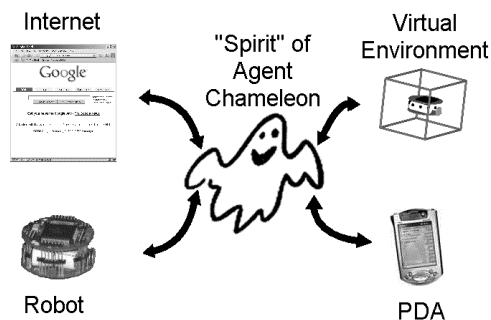 Internet
"Spirit" of
Agent
Chameleon
Virtual
Environment
Google
Robot
PDA